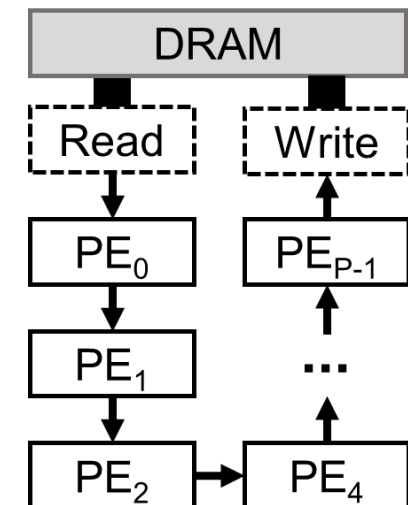 DRAM
Read
Write
PE0
PEP-1
PE1
...
PE2
PE4